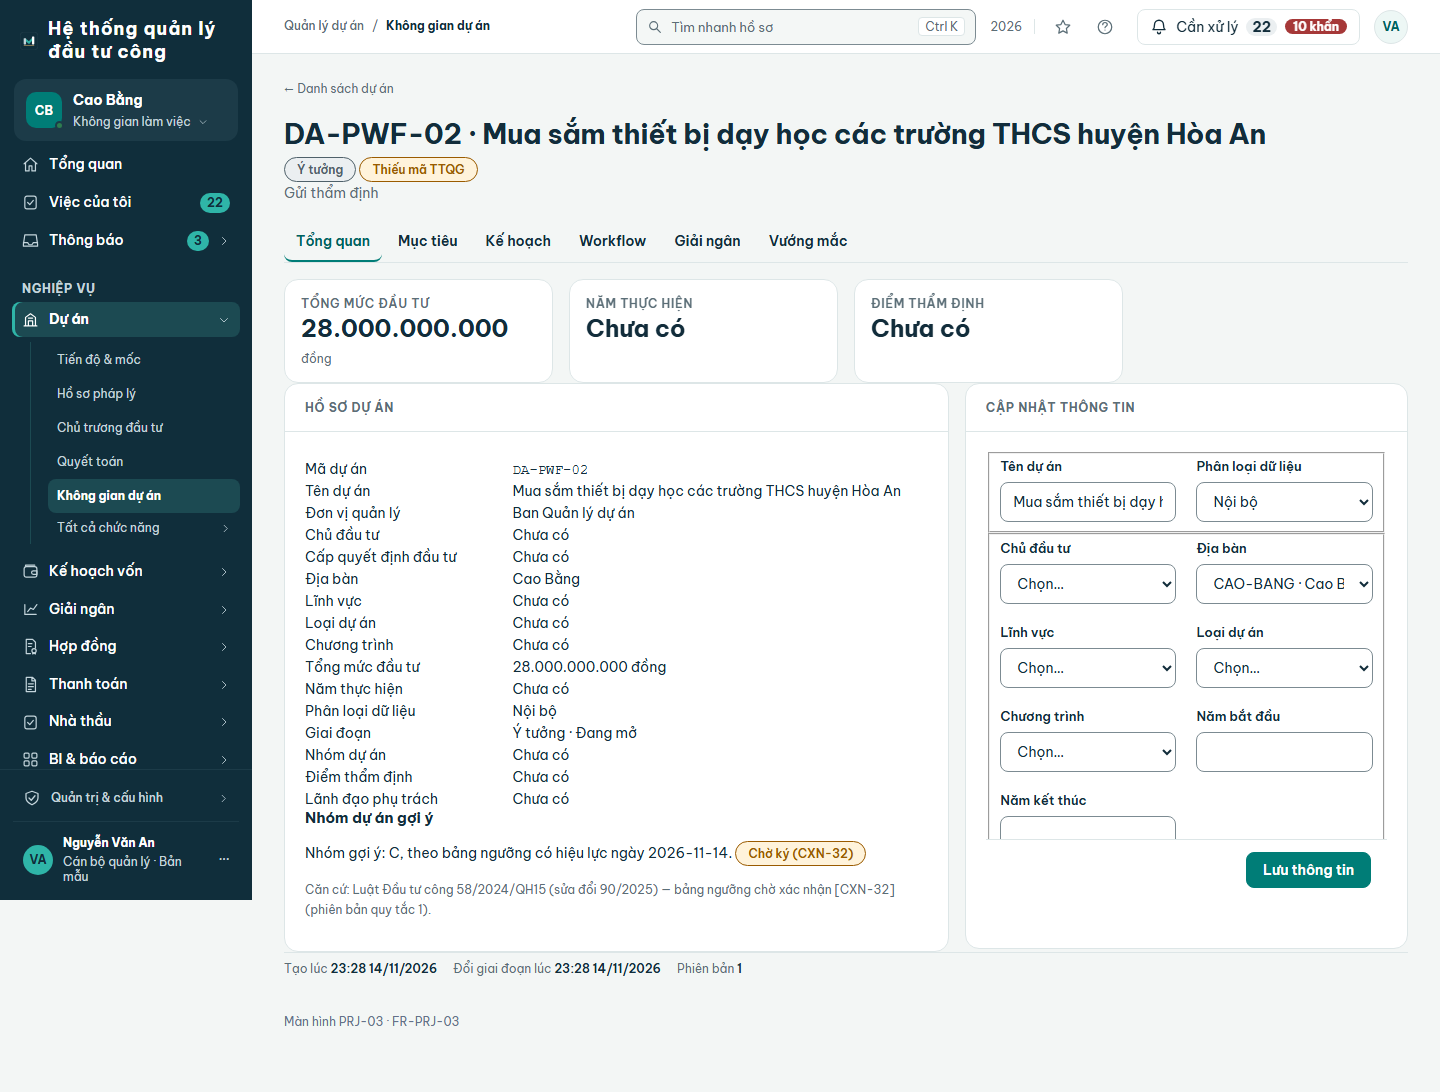 Hệ thống quản lý
đầu tư công
CB
Cao Bằng
Không gian làm việc
Tổng quan
Việc của tôi 22
Thông báo 3
NGHIỆP VỤ
Dự án
Tiến độ & mốc
Hồ sơ pháp lý
Chủ trương đầu tư
Quyết toán
Không gian dự án
Tất cả chức năng
Kế hoạch vốn
Giải ngân
Hợp đồng
Thanh toán
Nhà thầu
BI & báo cáo
Quản trị & cấu hình
VA
Nguyễn Văn An
Cán bộ quản lý · Bản
mẫu
Quản lý dự án / Không gian dự án
Tìm nhanh hồ sơ Ctrl K
2026
Cần xử lý 22 10 khẩn
VA
← Danh sách dự án
DA-PWF-02 · Mua sắm thiết bị dạy học các trường THCS huyện Hòa An
Ý tưởng Thiếu mã TTQG
Gửi thẩm định
Tổng quan Mục tiêu Kế hoạch Workflow Giải ngân Vướng mắc
TỔNG MỨC ĐẦU TƯ
28.000.000.000
đồng
NĂM THỰC HIỆN
Chưa có
ĐIỂM THẨM ĐỊNH
Chưa có
HỒ SƠ DỰ ÁN
Mã dự án DA-PWF-02
Tên dự án Mua sắm thiết bị dạy học các trường THCS huyện Hòa An
Đơn vị quản lý Ban Quản lý dự án
Chủ đầu tư Chưa có
Cấp quyết định đầu tư Chưa có
Địa bàn Cao Bằng
Lĩnh vực Chưa có
Loại dự án Chưa có
Chương trình Chưa có
Tổng mức đầu tư 28.000.000.000 đồng
Năm thực hiện Chưa có
Phân loại dữ liệu Nội bộ
Giai đoạn Ý tưởng · Đang mở
Nhóm dự án Chưa có
Điểm thẩm định Chưa có
Lãnh đạo phụ trách Chưa có
Nhóm dự án gợi ý
Nhóm gợi ý: C, theo bảng ngưỡng có hiệu lực ngày 2026-11-14. Chờ ký (CXN-32)
Căn cứ: Luật Đầu tư công 58/2024/QH15 (sửa đổi 90/2025) — bảng ngưỡng chờ xác nhận [CXN-32]
(phiên bản quy tắc 1).
CẬP NHẬT THÔNG TIN
Tên dự án Phân loại dữ liệu
Mua sắm thiết bị dạy h Nội bộ
Chủ đầu tư Địa bàn
Chọn... CAO-BANG · Cao B
Lĩnh vực Loại dự án
Chọn... Chọn...
Chương trình Năm bắt đầu
Chọn...
Năm kết thúc
Lưu thông tin
Tạo lúc 23:28 14/11/2026 Đổi giai đoạn lúc 23:28 14/11/2026 Phiên bản 1
Màn hình PRJ-03 · FR-PRJ-03